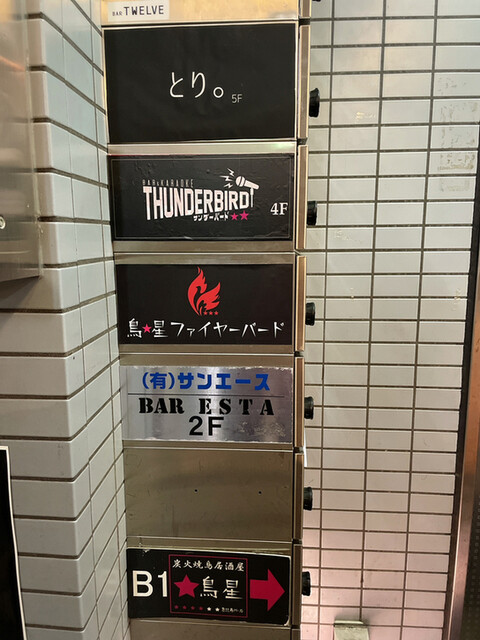 BAR TWELVE
とり。 5F
BAR&KARAOKE
THUNDERBIRD
サンダーバード★★ 4F
鳥★星 ファイヤーバード
(有)サンエース
BAR ESTA
2F
炭火焼鳥居酒屋
B1 ★鳥星